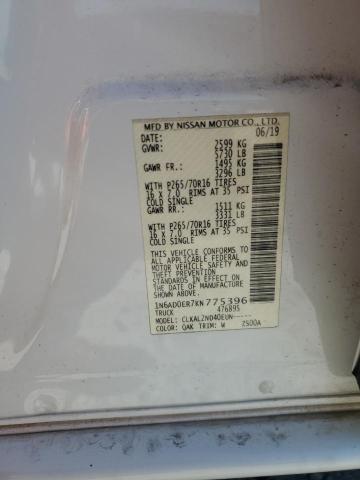 MFD BY NISSAN MOTOR CO., LTD.
DATE: 06/19
GVWR: 2599 KG
5730 LB
GAWR FR.: 1495 KG
3296 LB
WITH P265/70R16 TIRES
16 X 7.0 RIMS AT 35 PSI
COLD SINGLE
GAWR RR.: 1511 KG
3331 LB
WITH P265/70R16 TIRES
16 X 7.0 RIMS AT 35 PSI
COLD SINGLE
THIS VEHICLE CONFORMS TO ALL
APPLICABLE FEDERAL
MOTOR VEHICLE SAFETY AND
THEFT PREVENTION
STANDARDS IN EFFECT ON THE
DATE OF MANUFACTURE
SHOWN ABOVE.
1N6AD0ER7KN775396
TRUCK 476895
MODEL: CLKALZND40EUN-----
COLOR: QAK TRIM: W ZS00A